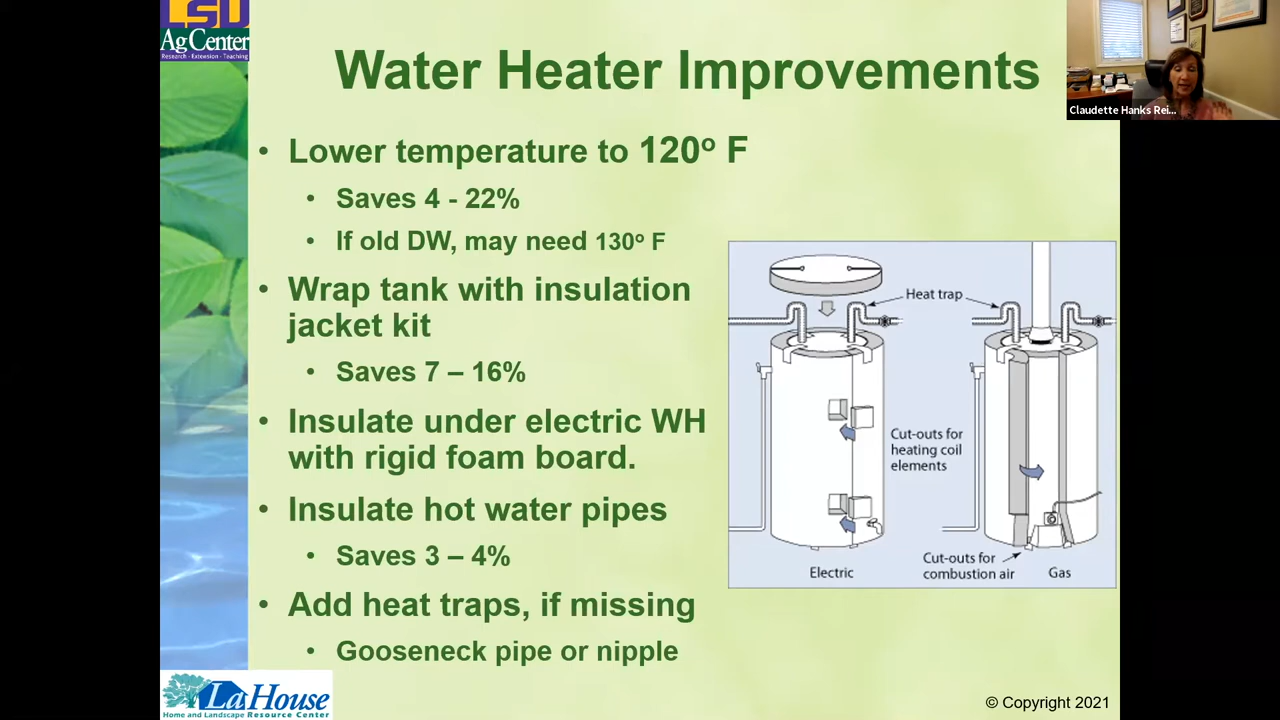 LSU
AgCenter
Research · Extension · Teaching
Water Heater Improvements
Claudette Hanks Rei...
• Lower temperature to 120º F
• Saves 4 - 22%
• If old DW, may need 130º F
• Wrap tank with insulation
jacket kit
• Saves 7 – 16%
• Insulate under electric WH
with rigid foam board.
• Insulate hot water pipes
• Saves 3 – 4%
• Add heat traps, if missing
• Gooseneck pipe or nipple
Heat trap
Cut-outs for
heating coil
elements
Cut-outs for
combustion air
Electric
Gas
LaHouse
Home and Landscape Resource Center
© Copyright 2021